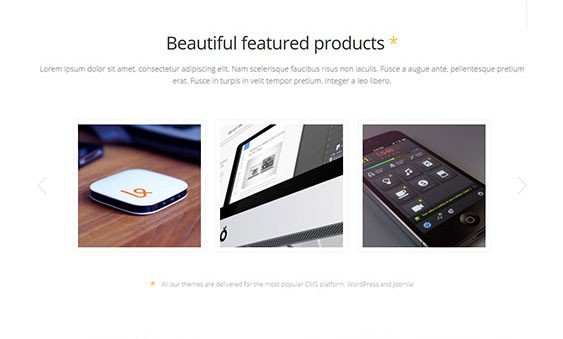 Beautiful featured products *
Lorem ipsum dolor sit amet, consectetur adipiscing elit. Nam scelerisque faucibus risus non iaculis. Fusce a augue ante, pellentesque pretium
erat. Fusce in turpis in velit tempor pretium. Integer a leo libero.
* All our themes are delivered for the most popular CMS platform: WordPress and Joomla!